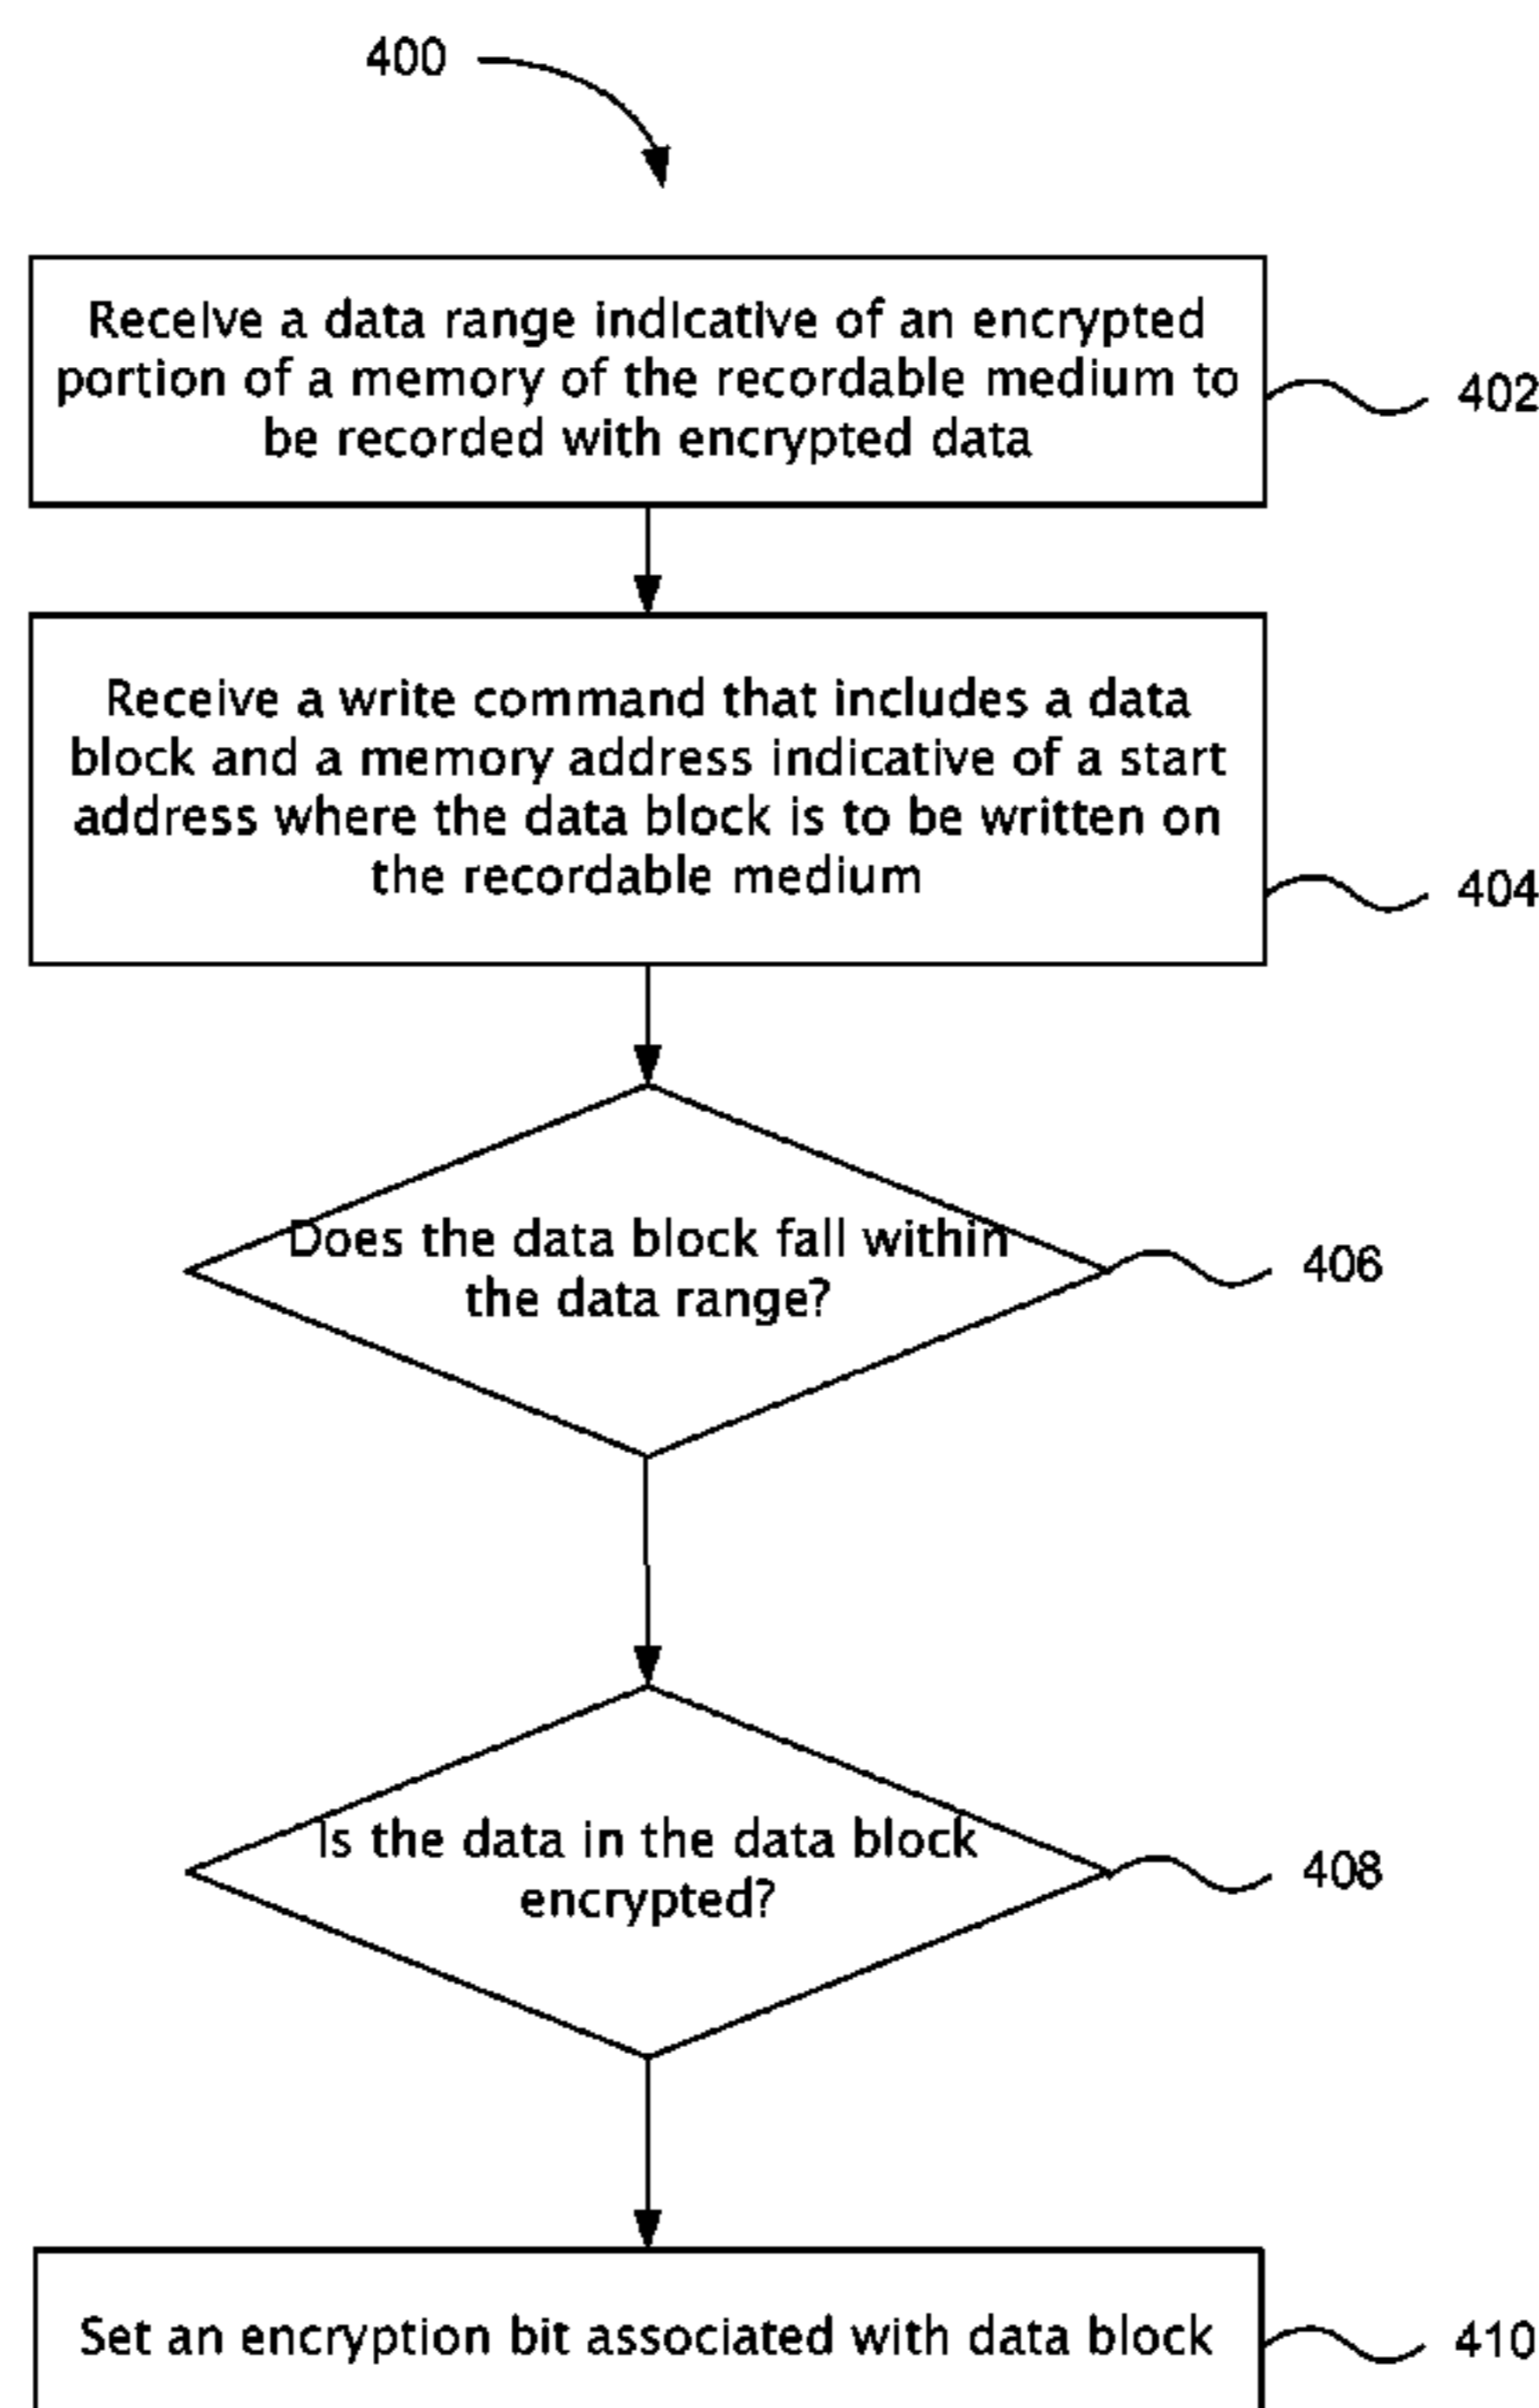 400
Receive a data range indicative of an encrypted
portion of a memory of the recordable medium to
be recorded with encrypted data
402
Receive a write command that includes a data
block and a memory address indicative of a start
address where the data block is to be written on
the recordable medium
404
Does the data block fall within
the data range?
406
Is the data in the data block
encrypted?
408
Set an encryption bit associated with data block
410